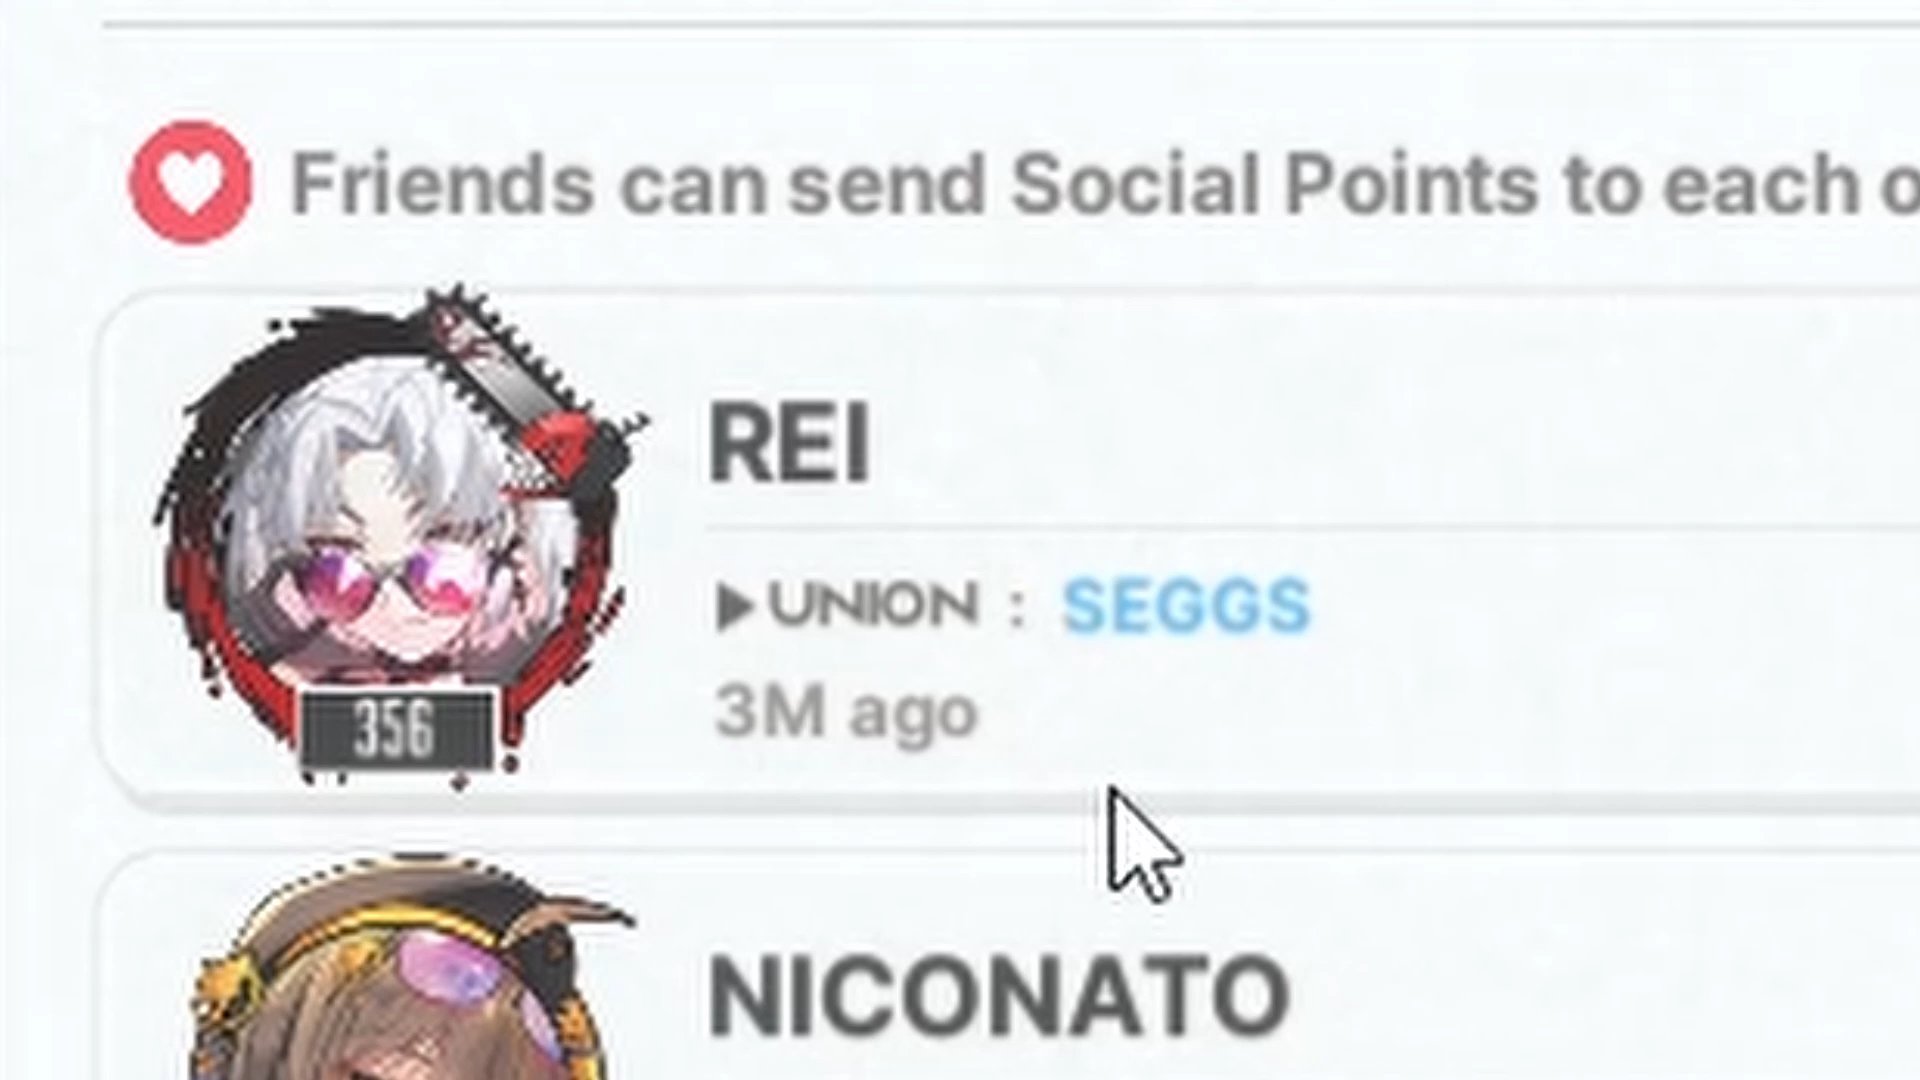 Friends can send Social Points to each o
REI
UNION : SEGGS
3M ago
356
NICONATO